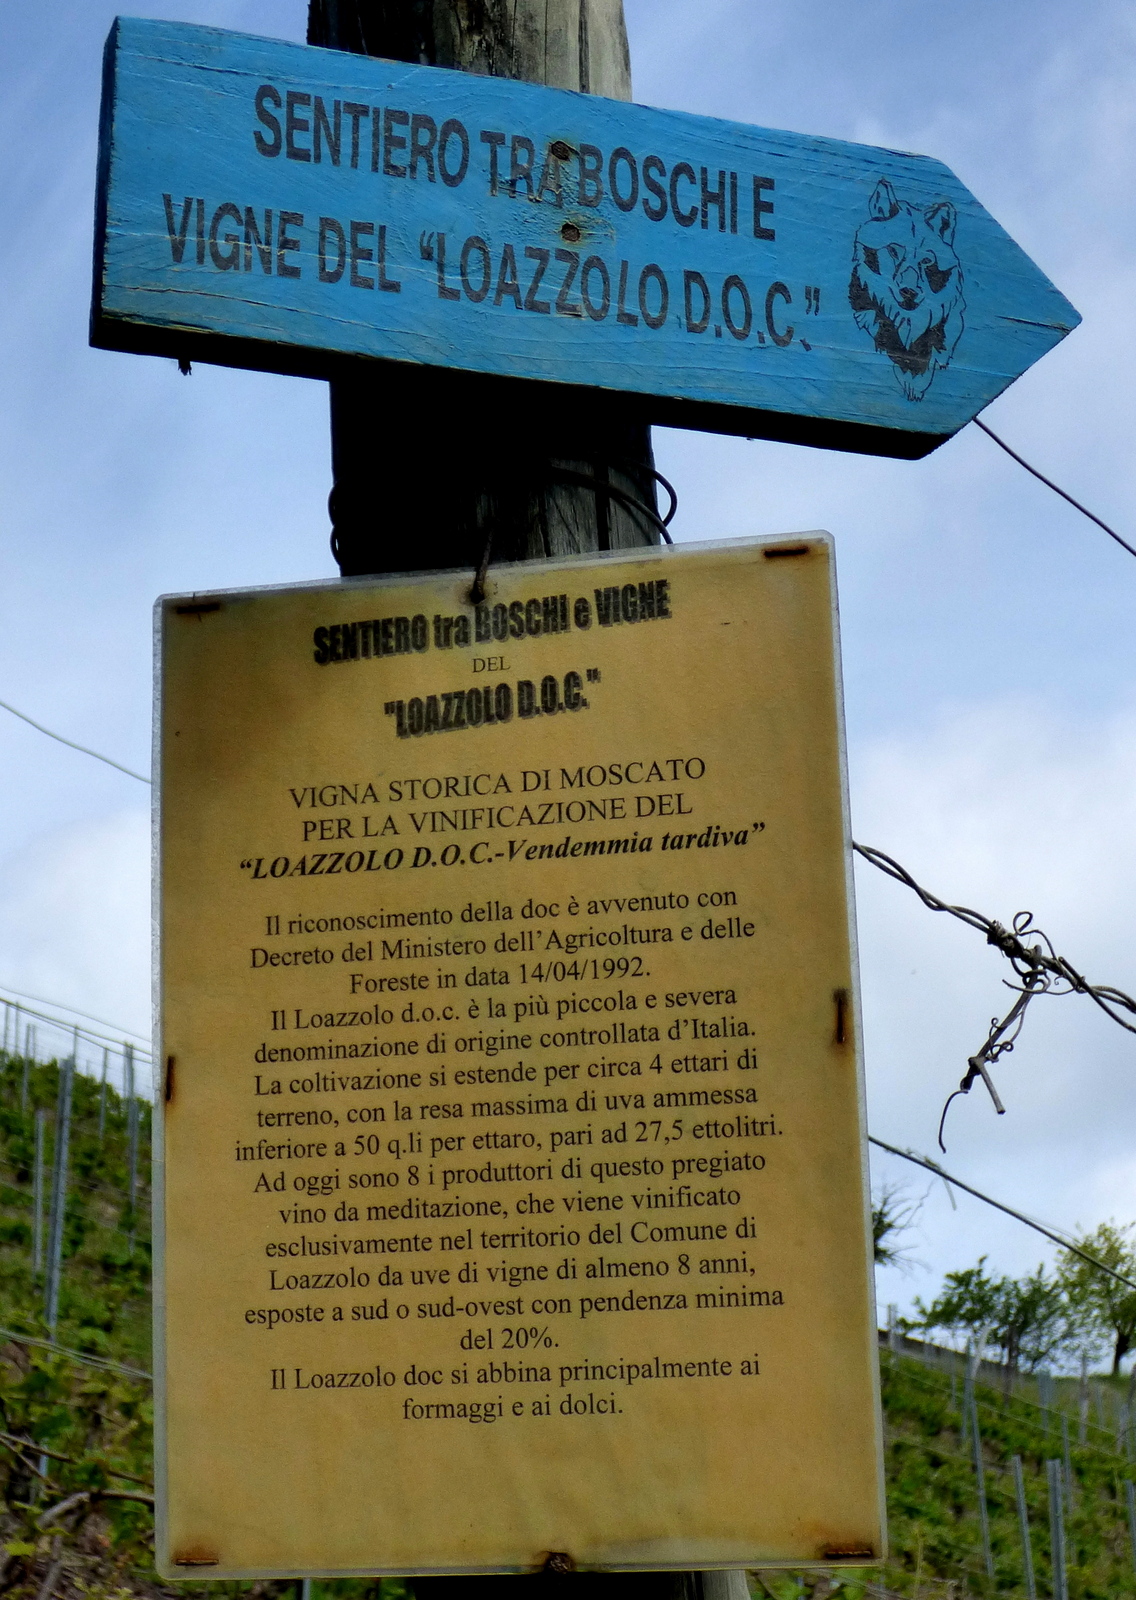 SENTIERO TRA BOSCHI E
VIGNE DEL “LOAZZOLO D.O.C.”
SENTIERO tra BOSCHI e VIGNE
DEL
"LOAZZOLO D.O.C."
VIGNA STORICA DI MOSCATO
PER LA VINIFICAZIONE DEL
“LOAZZOLO D.O.C.-Vendemmia tardiva”
Il riconoscimento della doc è avvenuto con
Decreto del Ministero dell’Agricoltura e delle
Foreste in data 14/04/1992.
Il Loazzolo d.o.c. è la più piccola e severa
denominazione di origine controllata d’Italia.
La coltivazione si estende per circa 4 ettari di
terreno, con la resa massima di uva ammessa
inferiore a 50 q.li per ettaro, pari ad 27,5 ettolitri.
Ad oggi sono 8 i produttori di questo pregiato
vino da meditazione, che viene vinificato
esclusivamente nel territorio del Comune di
Loazzolo da uve di vigne di almeno 8 anni,
esposte a sud o sud-ovest con pendenza minima
del 20%.
Il Loazzolo doc si abbina principalmente ai
formaggi e ai dolci.